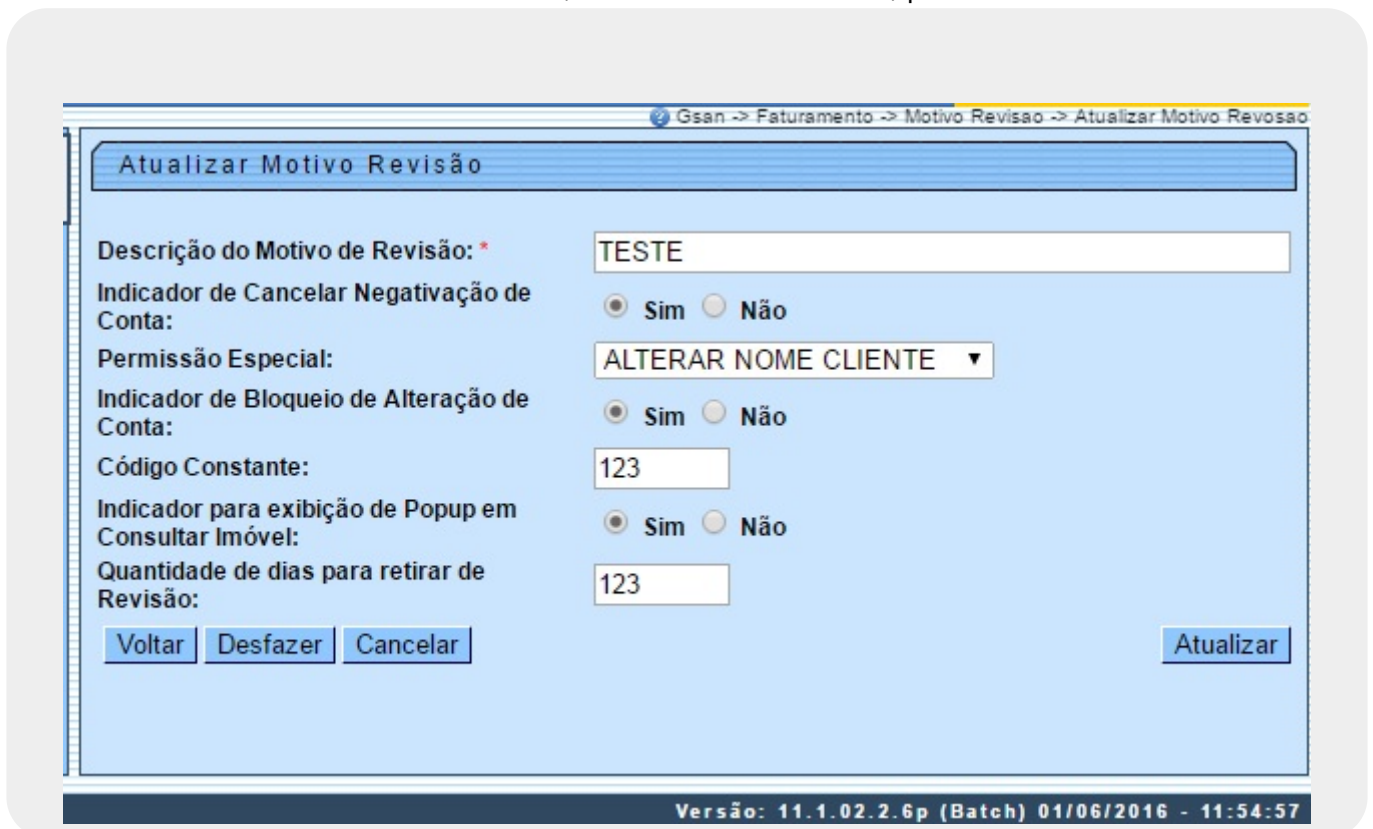 Gsan -> Faturamento -> Motivo Revisao -> Atualizar Motivo Revosao
Atualizar Motivo Revisão
Descrição do Motivo de Revisão: * TESTE
Indicador de Cancelar Negativação de
Conta: Sim Não
Permissão Especial: ALTERAR NOME CLIENTE
Indicador de Bloqueio de Alteração de
Conta: Sim Não
Código Constante: 123
Indicador para exibição de Popup em
Consultar Imóvel: Sim Não
Quantidade de dias para retirar de
Revisão: 123
Voltar Desfazer Cancelar Atualizar
Versão: 11.1.02.2.6p (Batch) 01/06/2016 - 11:54:57